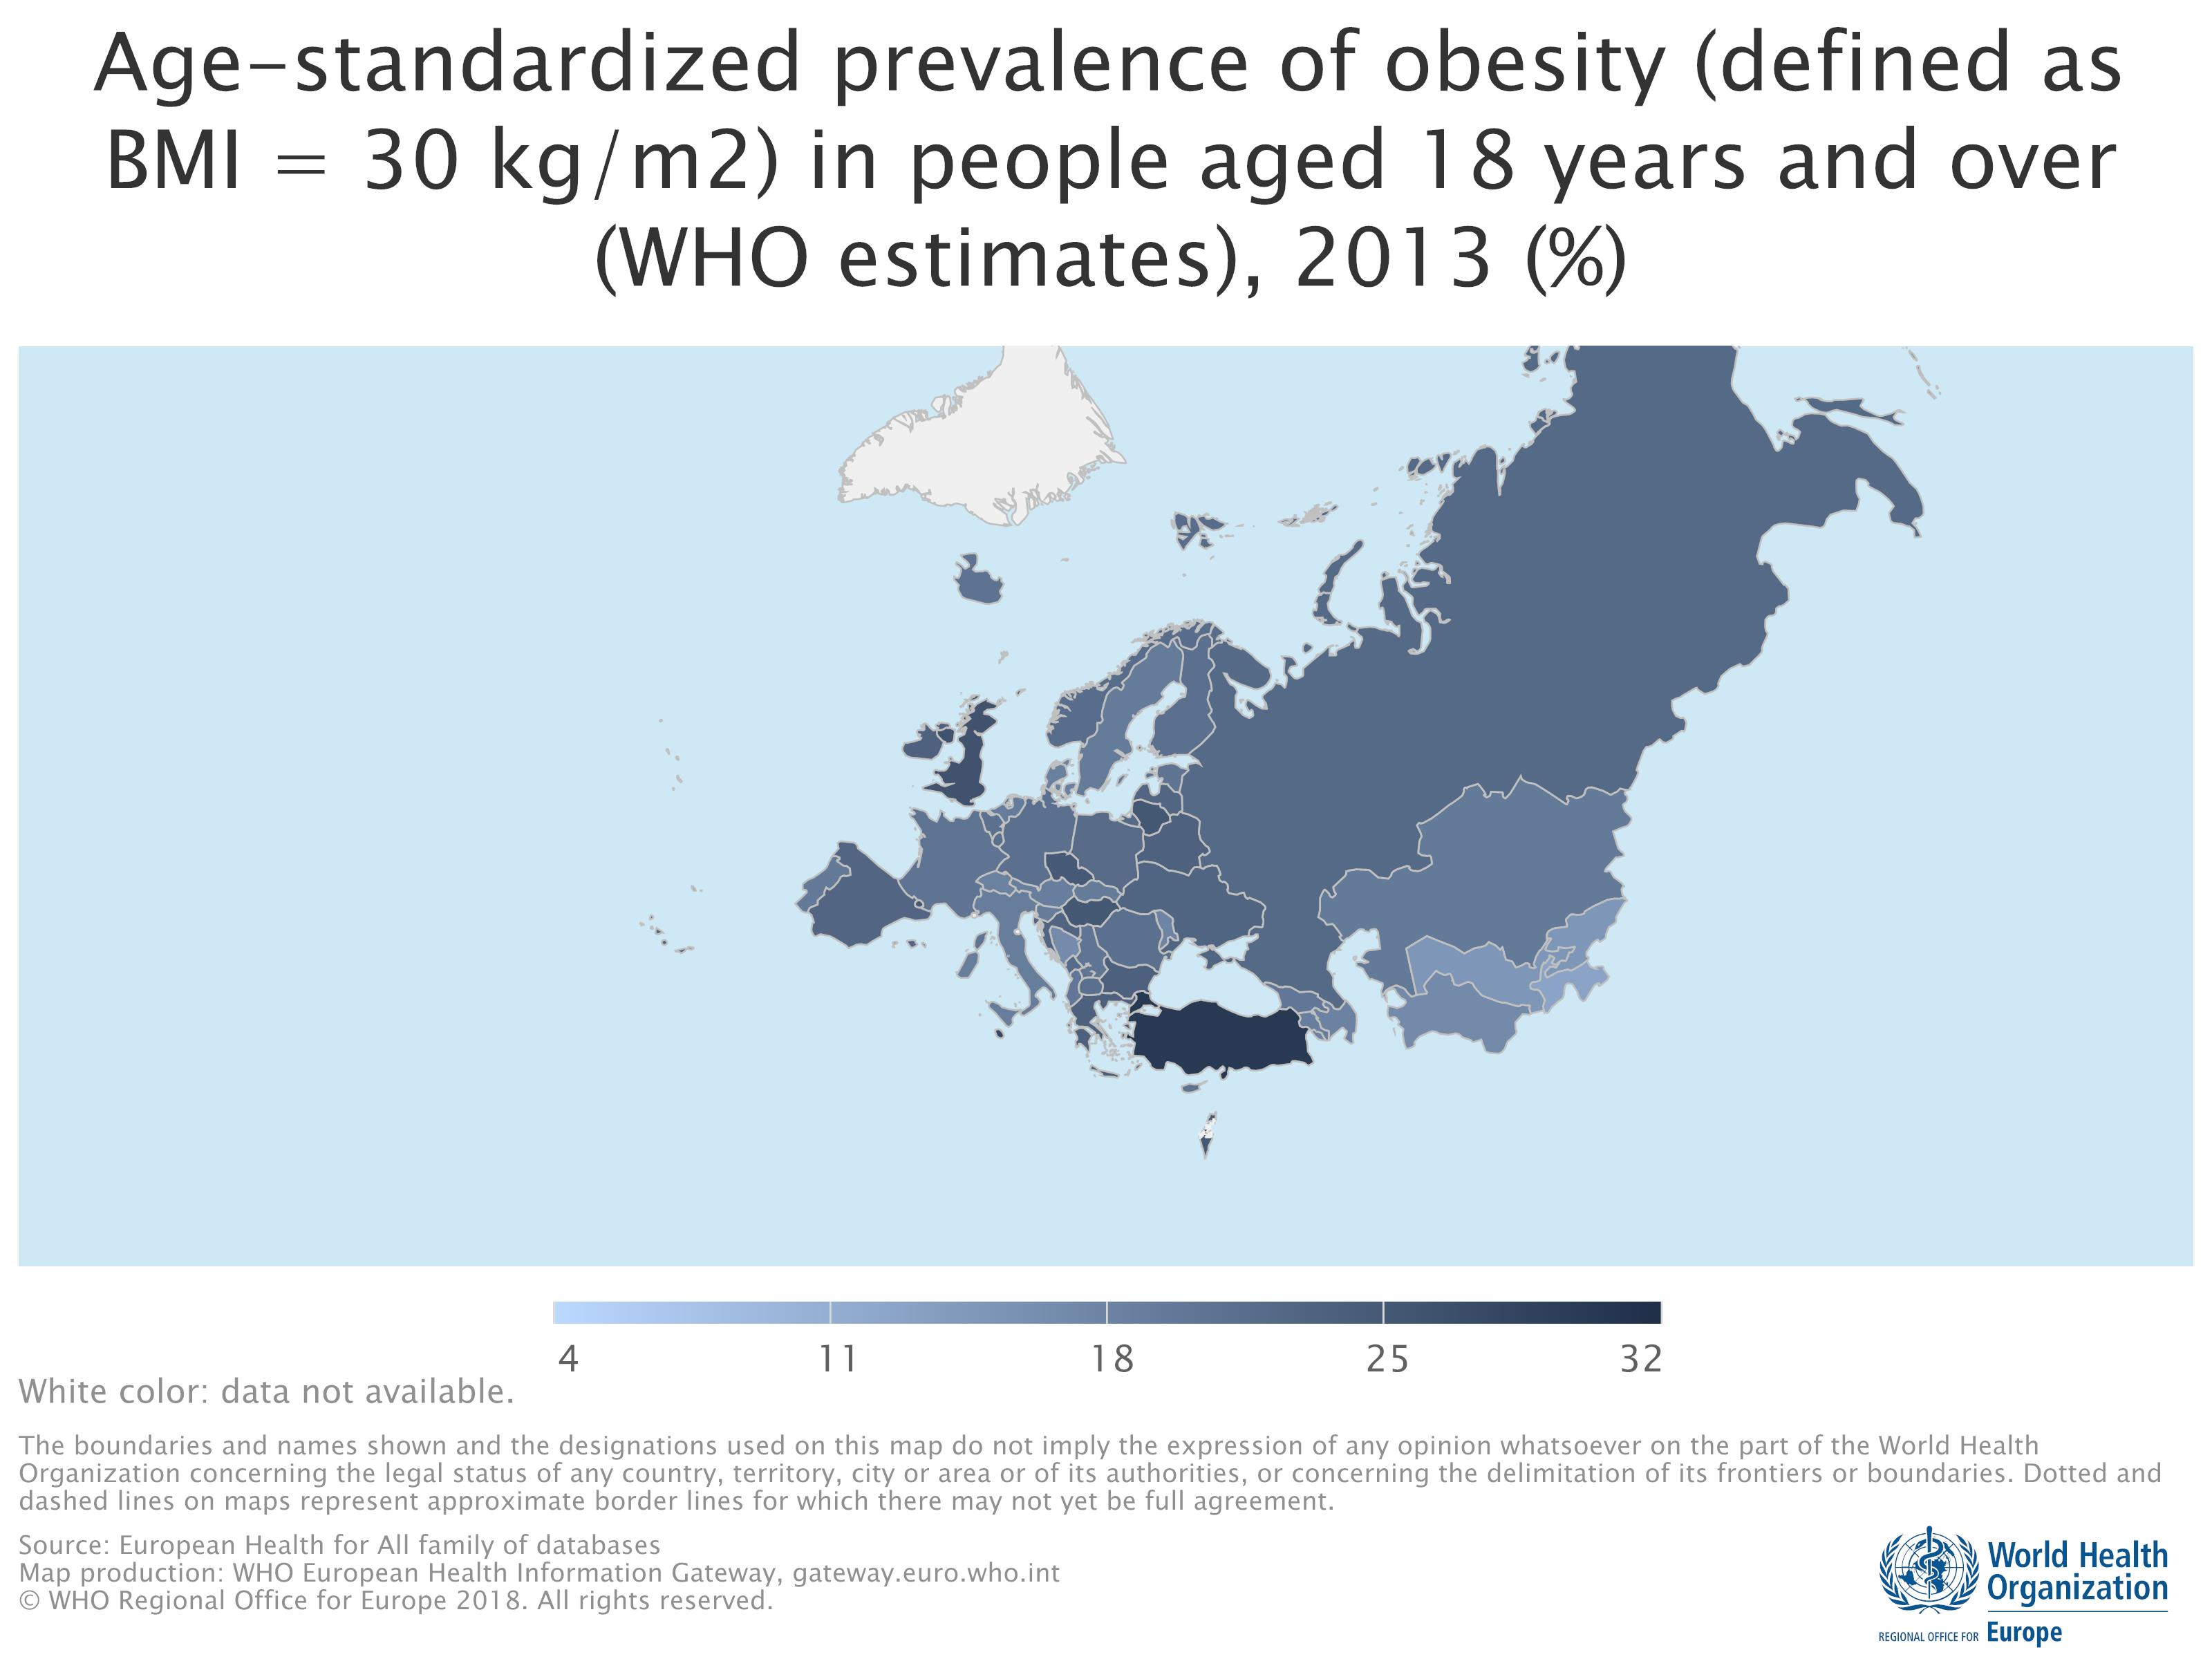 Age-standardized prevalence of obesity (defined as
BMI = 30 kg/m2) in people aged 18 years and over
(WHO estimates), 2013 (%)
4 11 18 25 32
White color: data not available.
The boundaries and names shown and the designations used on this map do not imply the expression of any opinion whatsoever on the part of the World Health
Organization concerning the legal status of any country, territory, city or area or of its authorities, or concerning the delimitation of its frontiers or boundaries. Dotted and
dashed lines on maps represent approximate border lines for which there may not yet be full agreement.
Source: European Health for All family of databases
Map production: WHO European Health Information Gateway, gateway.euro.who.int
© WHO Regional Office for Europe 2018. All rights reserved.
World Health
Organization
REGIONAL OFFICE FOR Europe